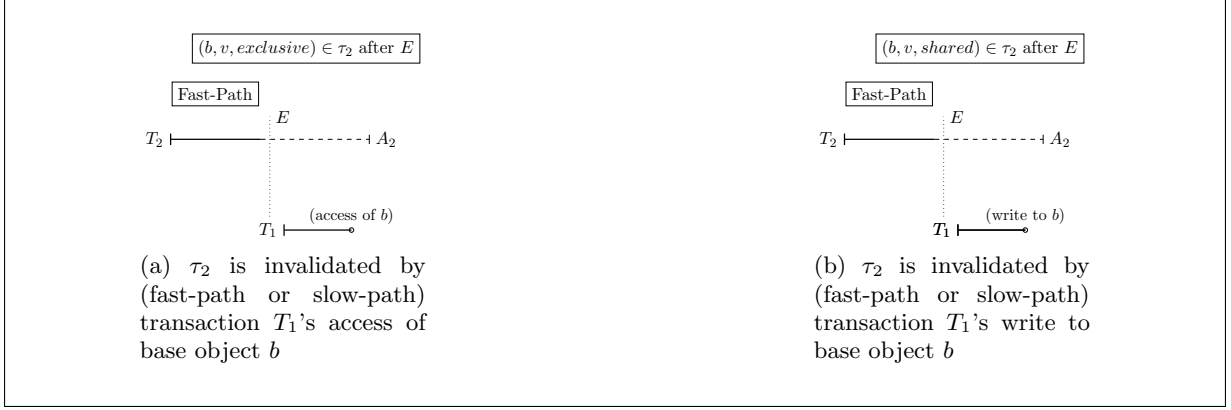 (b, v, exclusive) ∈ τ₂ after E
Fast-Path
E
T₂ A₂
(access of b)
T₁
(a) τ₂ is invalidated by
(fast-path or slow-path)
transaction T₁'s access of
base object b
(b, v, shared) ∈ τ₂ after E
Fast-Path
E
T₂ A₂
(write to b)
T₁
(b) τ₂ is invalidated by
(fast-path or slow-path)
transaction T₁'s write to
base object b